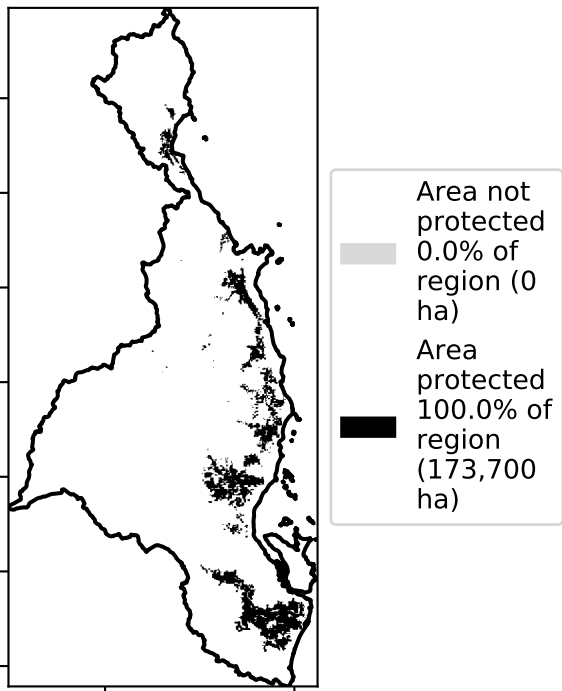 Area not
protected
0.0% of
region (0
ha)
Area
protected
100.0% of
region
(173,700
ha)